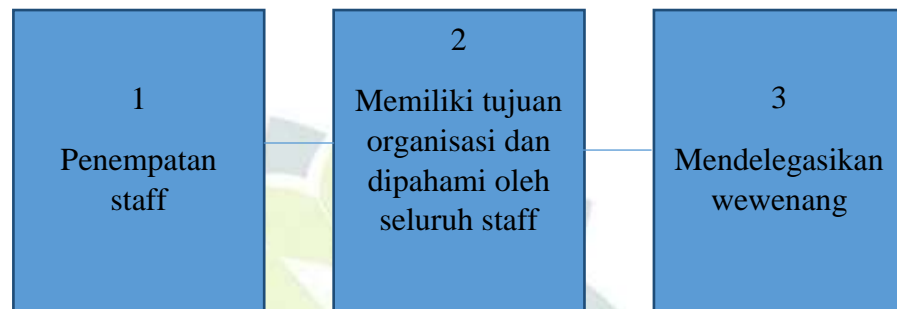 1
Penempatan
staff
2
Memiliki tujuan
organisasi dan
dipahami oleh
seluruh staff
3
Mendelegasikan
wewenang